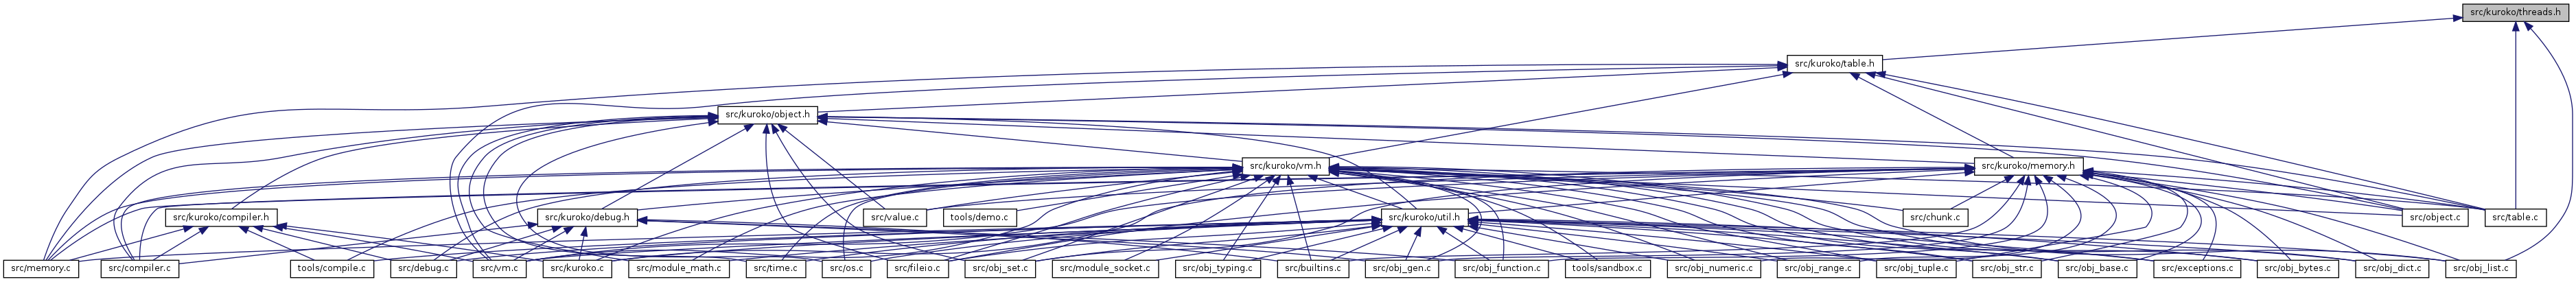 src/kuroko/threads.h
src/kuroko/table.h
src/kuroko/object.h
src/kuroko/vm.h
src/kuroko/memory.h
src/kuroko/compiler.h
src/kuroko/debug.h
src/value.c
tools/demo.c
src/kuroko/util.h
src/chunk.c
src/object.c
src/table.c
src/memory.c
src/compiler.c
tools/compile.c
src/debug.c
src/vm.c
src/kuroko.c
src/module_math.c
src/time.c
src/os.c
src/fileio.c
src/obj_set.c
src/module_socket.c
src/obj_typing.c
src/builtins.c
src/obj_gen.c
src/obj_function.c
tools/sandbox.c
src/obj_numeric.c
src/obj_range.c
src/obj_tuple.c
src/obj_str.c
src/obj_base.c
src/exceptions.c
src/obj_bytes.c
src/obj_dict.c
src/obj_list.c